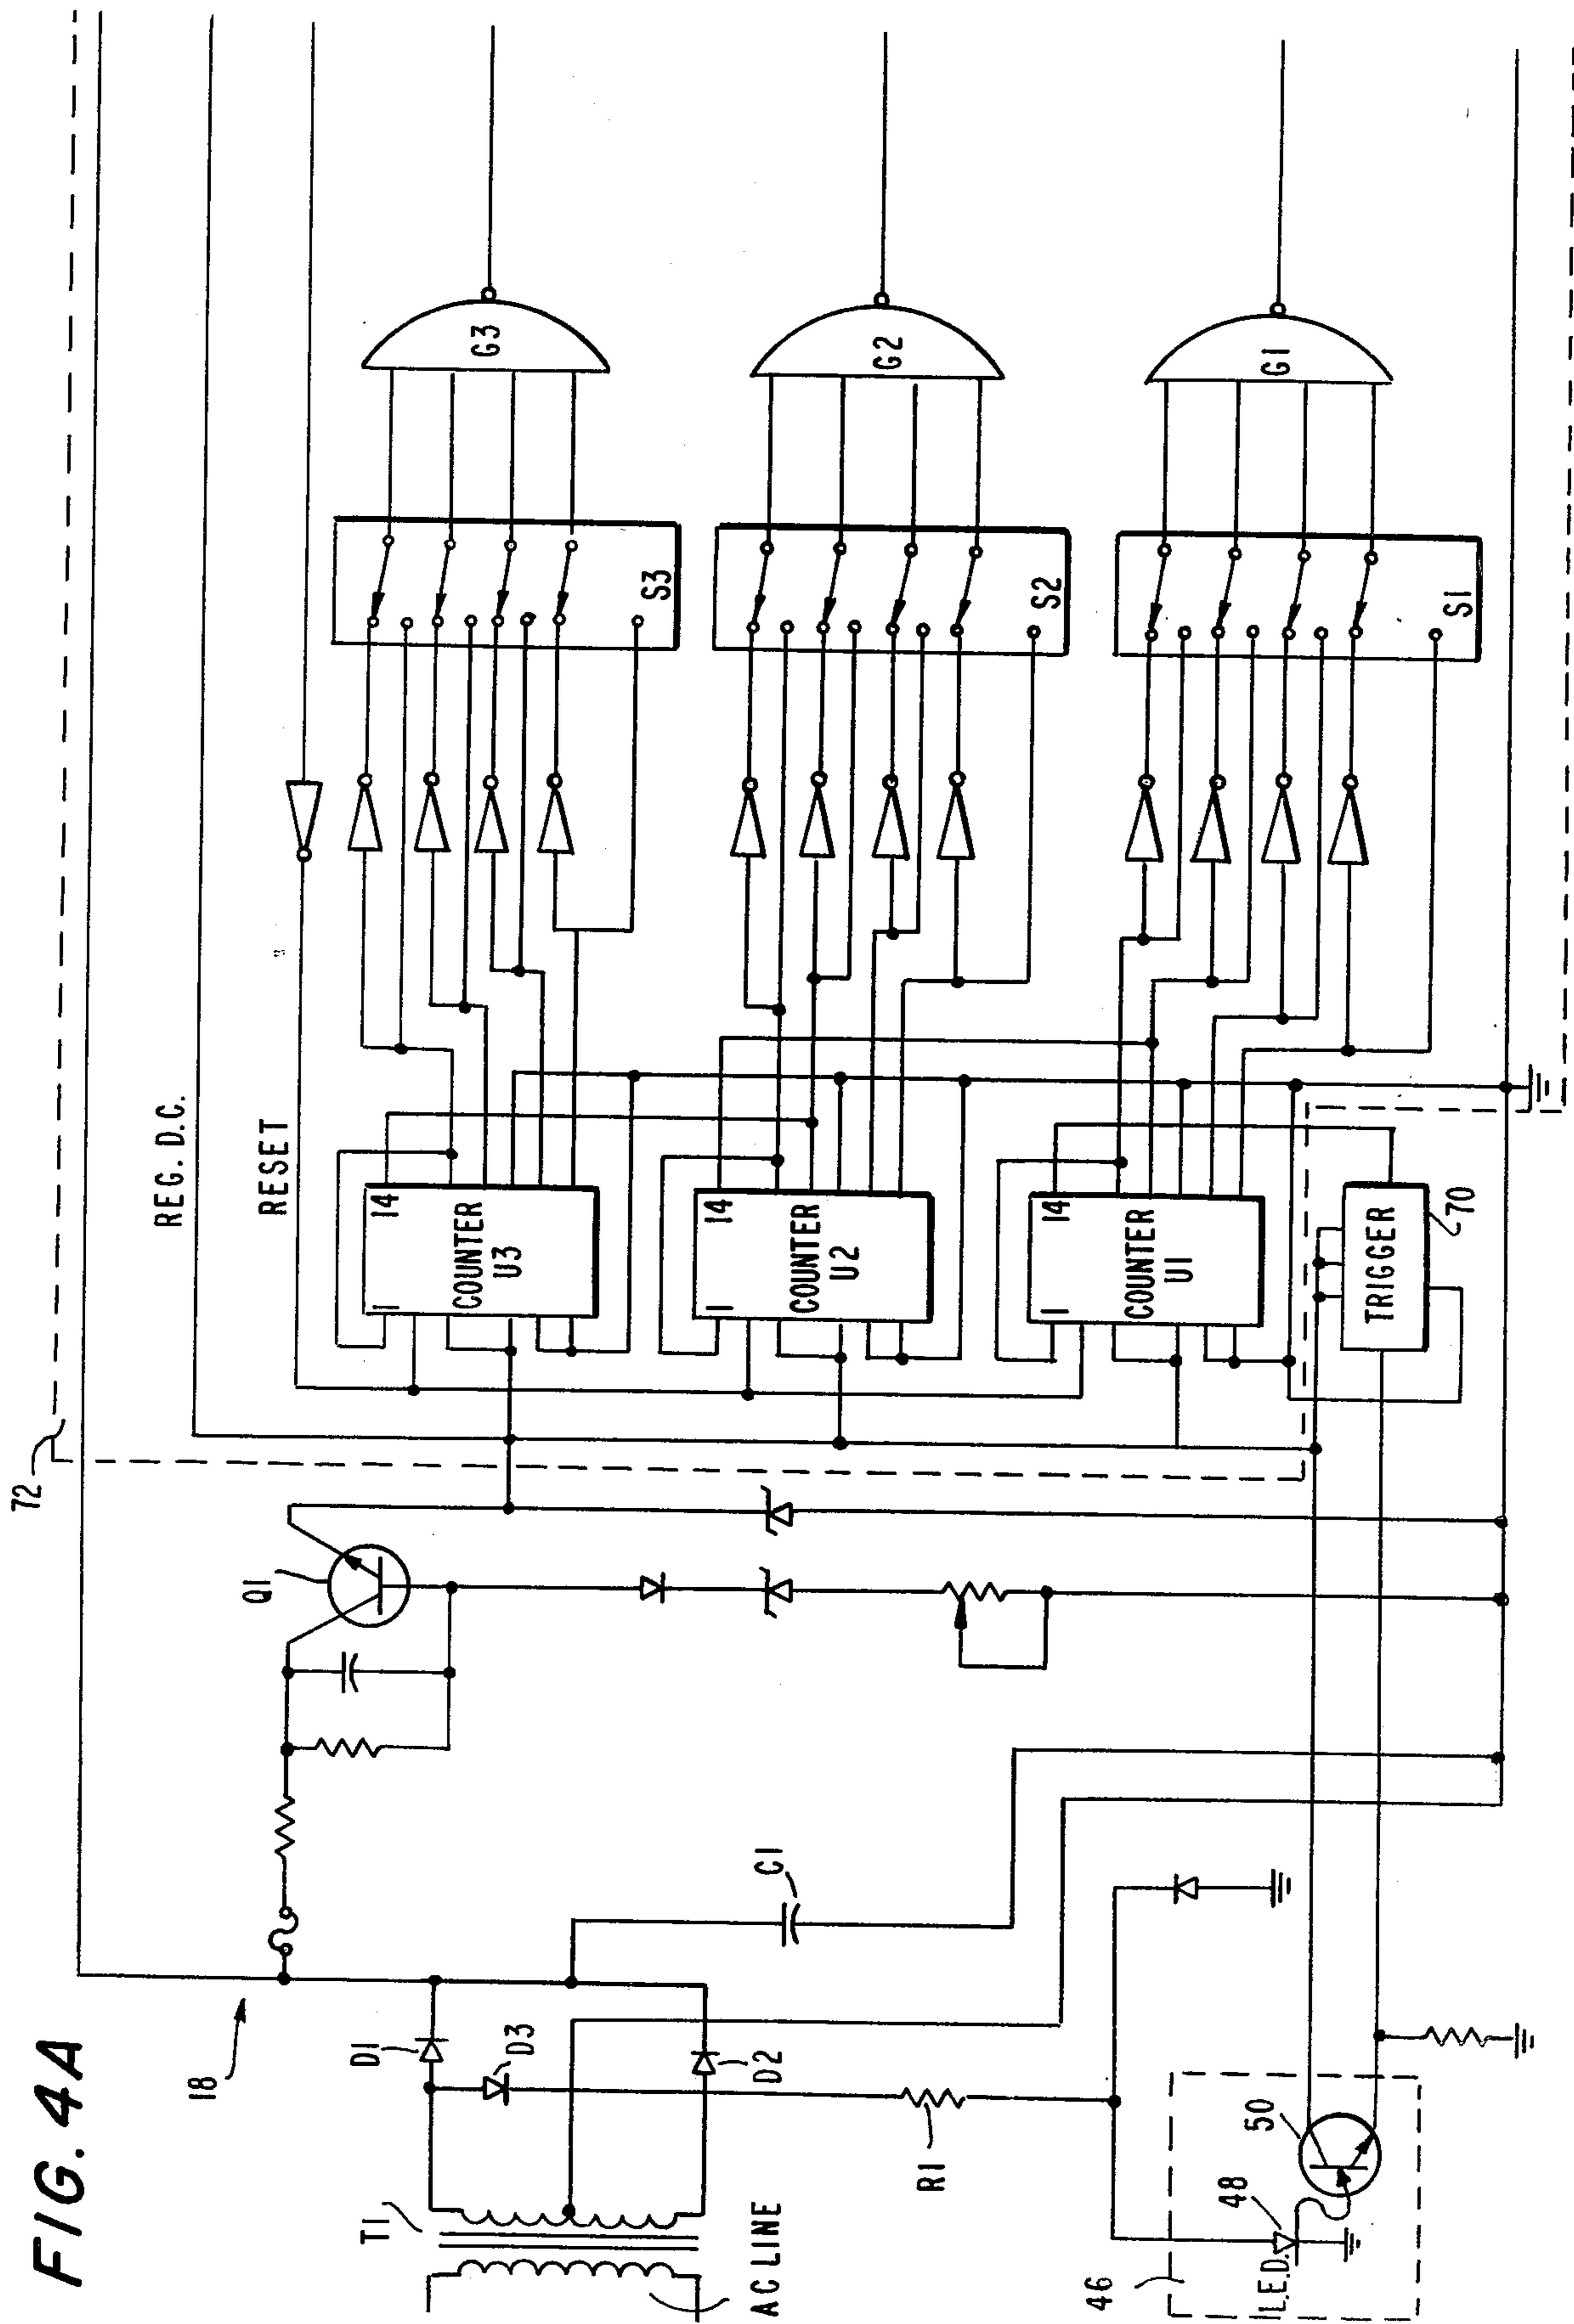 FIG. 4A
72
REG. D.C.
RESET
18
Q1
14
1
COUNTER
U3
S3
G3
14
1
COUNTER
U2
S2
G2
14
1
COUNTER
U1
S1
G1
TRIGGER
70
T1
D1
D3
D2
C1
AC LINE
R1
46
48
50
L.E.D.